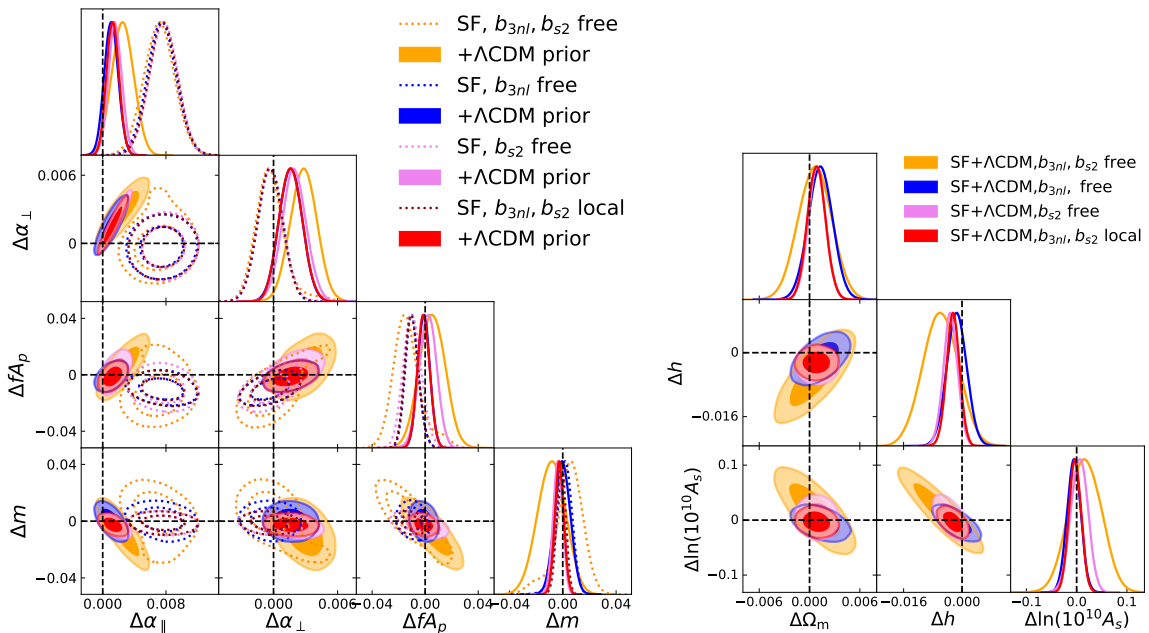 SF, b_{3nl}, b_{s2} free
+ΛCDM prior
SF, b_{3nl} free
+ΛCDM prior
SF, b_{s2} free
+ΛCDM prior
SF, b_{3nl}, b_{s2} local
+ΛCDM prior
0.006
0
Δα_⊥
0.04
0.00
−0.04
ΔfA_p
0.04
0.00
−0.04
Δm
0.000 0.008
Δα_∥
0.000 0.006
Δα_⊥
−0.04 0.00 0.04
ΔfA_p
−0.04 0.00 0.04
Δm
SF+ΛCDM,b_{3nl}, b_{s2} free
SF+ΛCDM,b_{3nl}, free
SF+ΛCDM,b_{s2} free
SF+ΛCDM,b_{3nl}, b_{s2} local
0
−0.016
Δh
0.1
0
−0.1
Δln(10^{10}A_s)
−0.006 0.000 0.006
ΔΩ_m
−0.016 0.000
Δh
−0.1 0.0 0.1
Δln(10^{10}A_s)